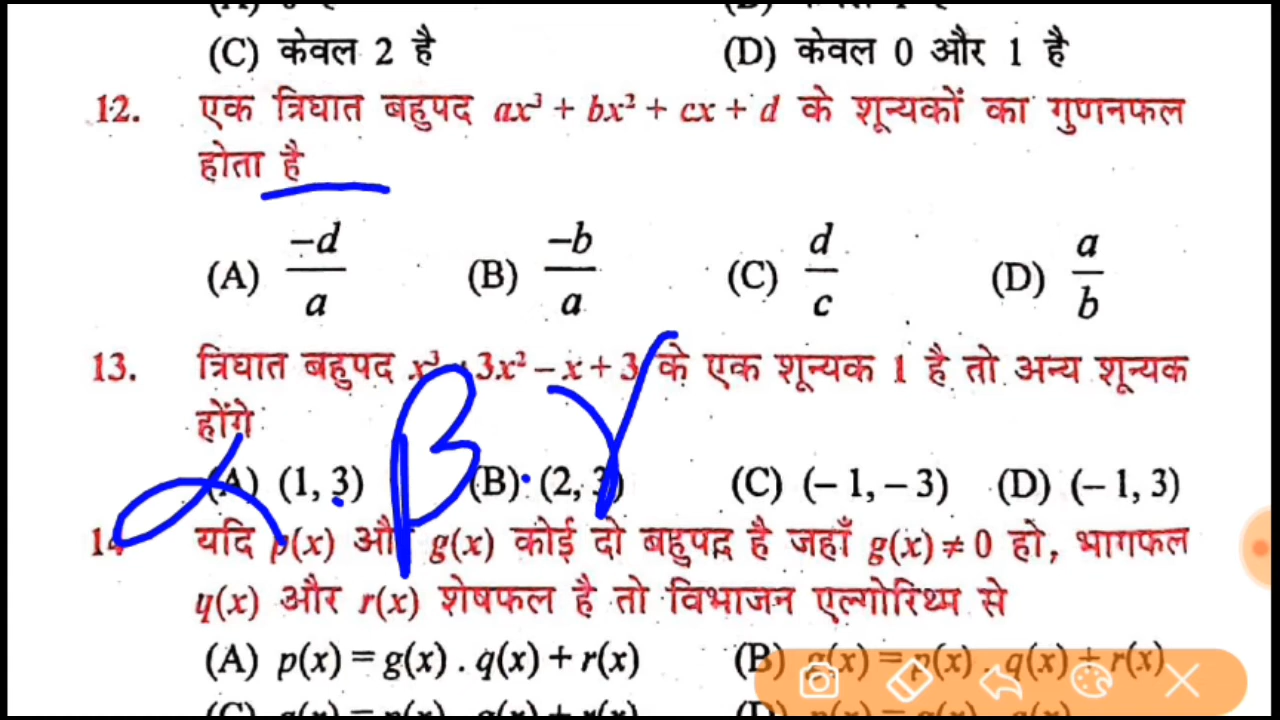 (C) केवल 2 है (D) केवल 0 और 1 है
12. एक त्रिघात बहुपद ax³ + bx² + cx + d के शून्यकों का गुणनफल
होता है
(A) -d/a (B) -b/a (C) d/c (D) a/b
13. त्रिघात बहुपद x³ 3x² – x + 3 के एक शून्यक 1 है तो अन्य शून्यक
होंगे
(A) (1, 3) (B) (2, 3) (C) (– 1, – 3) (D) (– 1, 3)
α β γ
14 यदि p(x) और g(x) कोई दो बहुपद है जहाँ g(x) ≠ 0 हो, भागफल
q(x) और r(x) शेषफल है तो विभाजन एल्गोरिथ्म से
(A) p(x) = g(x) . q(x) + r(x) (B) g(x) = p(x) . q(x) + r(x)